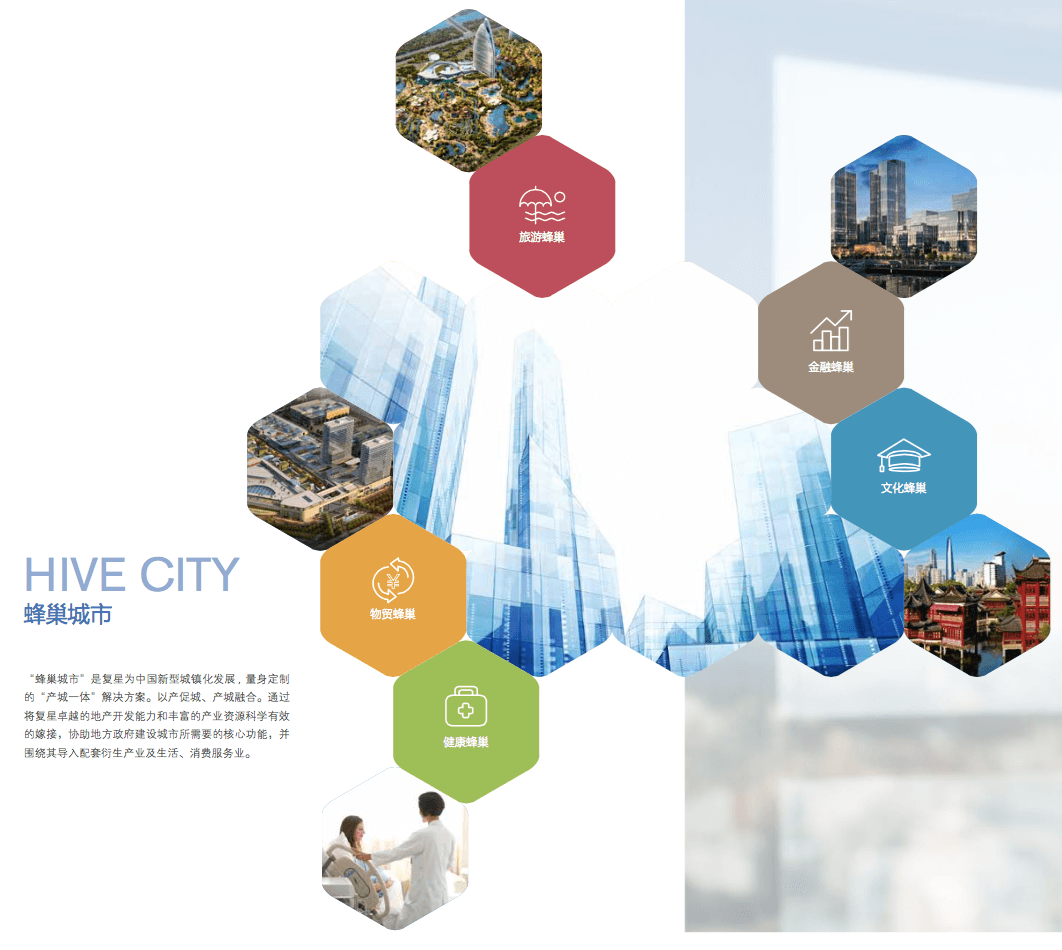 旅游蜂巢
金融蜂巢
文化蜂巢
HIVE CITY
蜂巢城市
物贸蜂巢
“蜂巢城市”是复星为中国新型城镇化发展，量身定制
的“产城一体”解决方案。以产促城、产城融合。通过
将复星卓越的地产开发能力和丰富的产业资源科学有效
的嫁接，协助地方政府建设城市所需要的核心功能，并
围绕其导入配套衍生产业及生活、消费服务业。
健康蜂巢